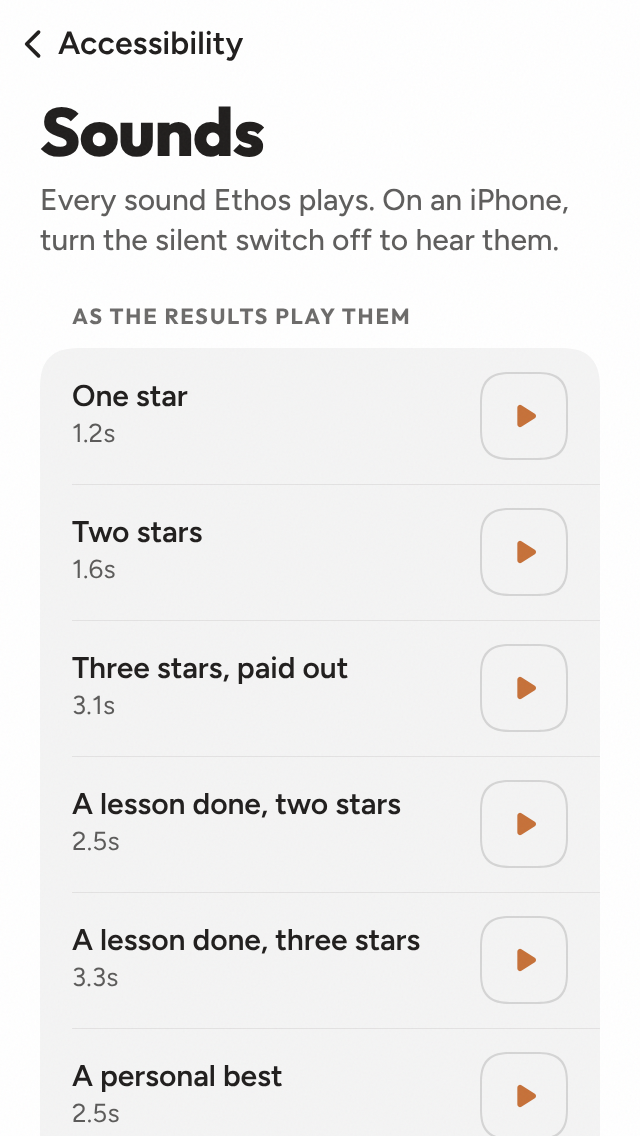 Accessibility
Sounds
Every sound Ethos plays. On an iPhone,
turn the silent switch off to hear them.
AS THE RESULTS PLAY THEM
One star
1.2s
Two stars
1.6s
Three stars, paid out
3.1s
A lesson done, two stars
2.5s
A lesson done, three stars
3.3s
A personal best
2.5s